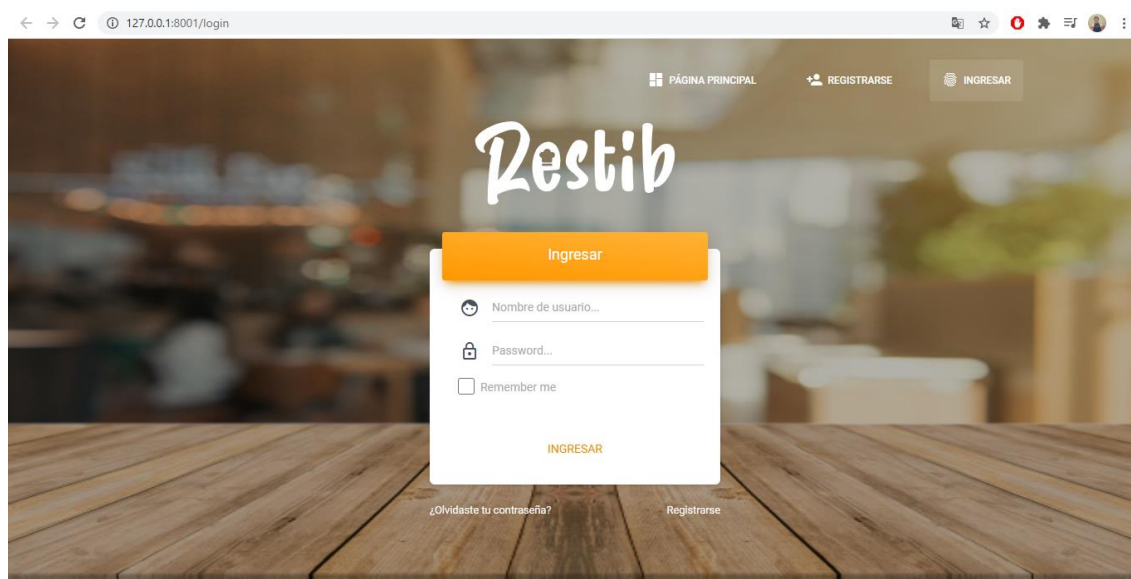 127.0.0.1:8001/login
PÁGINA PRINCIPAL
REGISTRARSE
INGRESAR
Restib
Ingresar
Nombre de usuario...
Password...
Remember me
INGRESAR
¿Olvidaste tu contraseña?
Registrarse